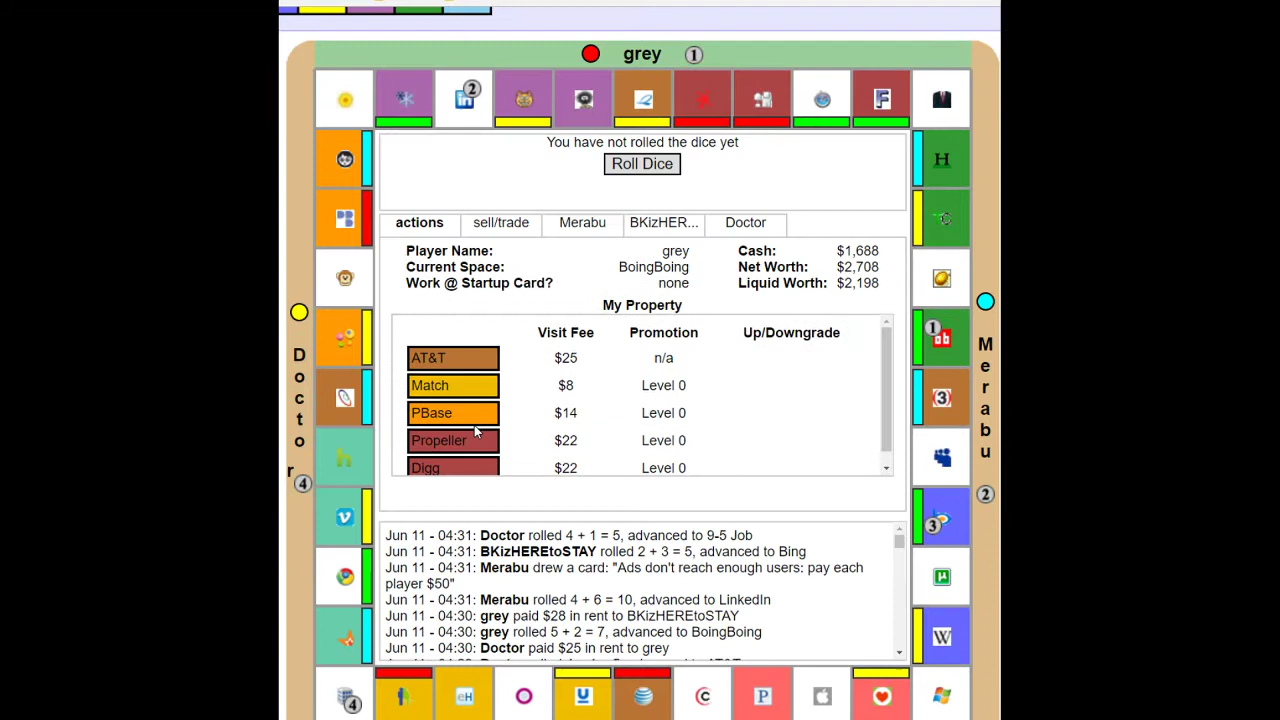 grey 1
2
You have not rolled the dice yet
Roll Dice
actions sell/trade Merabu BKizHER... Doctor
Player Name: grey Cash: $1,688
Current Space: BoingBoing Net Worth: $2,708
Work @ Startup Card? none Liquid Worth: $2,198
My Property
Visit Fee Promotion Up/Downgrade
AT&T $25 n/a
Match $8 Level 0
PBase $14 Level 0
Propeller $22 Level 0
Digg $22 Level 0
Jun 11 - 04:31: Doctor rolled 4 + 1 = 5, advanced to 9-5 Job
Jun 11 - 04:31: BKizHEREtoSTAY rolled 2 + 3 = 5, advanced to Bing
Jun 11 - 04:31: Merabu drew a card: "Ads don't reach enough users: pay each
player $50"
Jun 11 - 04:31: Merabu rolled 4 + 6 = 10, advanced to LinkedIn
Jun 11 - 04:30: grey paid $28 in rent to BKizHEREtoSTAY
Jun 11 - 04:30: grey rolled 5 + 2 = 7, advanced to BoingBoing
Jun 11 - 04:30: Doctor paid $25 in rent to grey
Doctor
4
Merabu
2
in
F
H
1
(3)
3
µ
W
h
4
eH
U
C
P